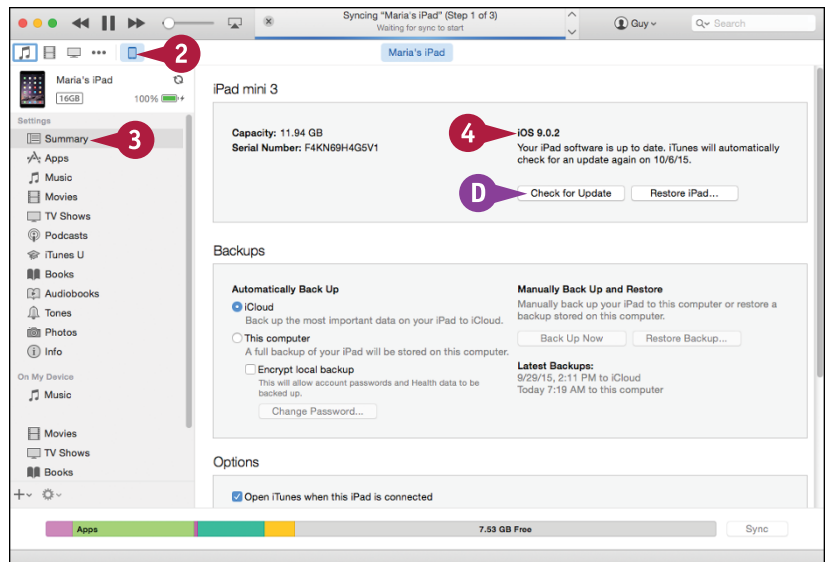 Syncing “Maria's iPad” (Step 1 of 3)
Waiting for sync to start
Guy
Search
2
Maria's iPad
Maria's iPad
16GB
100%
Settings
Summary
3
Apps
Music
Movies
TV Shows
Podcasts
iTunes U
Books
Audiobooks
Tones
Photos
Info
On My Device
Music
Movies
TV Shows
Books
iPad mini 3
Capacity: 11.94 GB
Serial Number: F4KN69H4G5V1
4
iOS 9.0.2
Your iPad software is up to date. iTunes will automatically
check for an update again on 10/6/15.
D
Check for Update
Restore iPad...
Backups
Automatically Back Up
iCloud
Back up the most important data on your iPad to iCloud.
This computer
A full backup of your iPad will be stored on this computer.
Encrypt local backup
This will allow account passwords and Health data to be
backed up.
Change Password...
Manually Back Up and Restore
Manually back up your iPad to this computer or restore a
backup stored on this computer.
Back Up Now
Restore Backup...
Latest Backups:
9/29/15, 2:11 PM to iCloud
Today 7:19 AM to this computer
Options
Open iTunes when this iPad is connected
Apps
7.53 GB Free
Sync